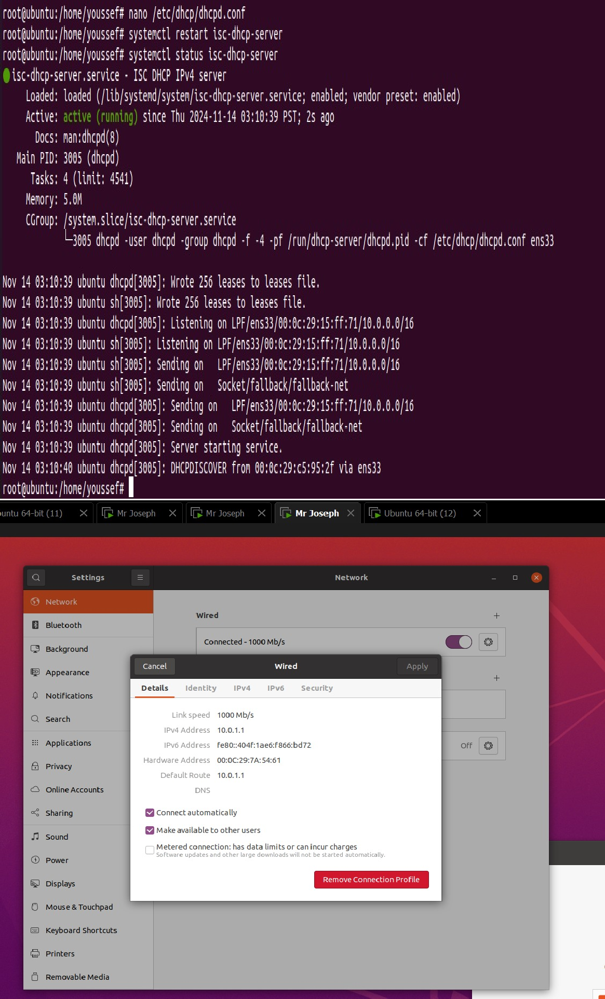 root@ubuntu:/home/youssef# nano /etc/dhcp/dhcpd.conf
root@ubuntu:/home/youssef# systemctl restart isc-dhcp-server
root@ubuntu:/home/youssef# systemctl status isc-dhcp-server
isc-dhcp-server.service - ISC DHCP IPv4 server
Loaded: loaded (/lib/systemd/system/isc-dhcp-server.service; enabled; vendor preset: enabled)
Active: active (running) since Thu 2024-11-14 03:10:39 PST; 2s ago
Docs: man:dhcpd(8)
Main PID: 3005 (dhcpd)
Tasks: 4 (limit: 4541)
Memory: 5.0M
CGroup: /system.slice/isc-dhcp-server.service
└─3005 dhcpd -user dhcpd -group dhcpd -f -4 -pf /run/dhcp-server/dhcpd.pid -cf /etc/dhcp/dhcpd.conf ens33
Nov 14 03:10:39 ubuntu dhcpd[3005]: Wrote 256 leases to leases file.
Nov 14 03:10:39 ubuntu sh[3005]: Wrote 256 leases to leases file.
Nov 14 03:10:39 ubuntu dhcpd[3005]: Listening on LPF/ens33/00:0c:29:15:ff:71/10.0.0.0/16
Nov 14 03:10:39 ubuntu sh[3005]: Listening on LPF/ens33/00:0c:29:15:ff:71/10.0.0.0/16
Nov 14 03:10:39 ubuntu sh[3005]: Sending on   LPF/ens33/00:0c:29:15:ff:71/10.0.0.0/16
Nov 14 03:10:39 ubuntu sh[3005]: Sending on   Socket/fallback/fallback-net
Nov 14 03:10:39 ubuntu dhcpd[3005]: Sending on   LPF/ens33/00:0c:29:15:ff:71/10.0.0.0/16
Nov 14 03:10:39 ubuntu dhcpd[3005]: Sending on   Socket/fallback/fallback-net
Nov 14 03:10:39 ubuntu dhcpd[3005]: Server starting service.
Nov 14 03:10:40 ubuntu dhcpd[3005]: DHCPDISCOVER from 00:0c:29:c5:95:2f via ens33
root@ubuntu:/home/youssef#
untu 64-bit (11) Mr Joseph Mr Joseph Mr Joseph Ubuntu 64-bit (12)
Settings
Network
Network
Bluetooth
Background
Appearance
Notifications
Search
Applications
Privacy
Online Accounts
Sharing
Sound
Power
Displays
Mouse & Touchpad
Keyboard Shortcuts
Printers
Removable Media
Wired
Connected - 1000 Mb/s
Off
Cancel
Wired
Apply
Details Identity IPv4 IPv6 Security
Link speed 1000 Mb/s
IPv4 Address 10.0.1.1
IPv6 Address fe80::404f:1ae6:f866:bd72
Hardware Address 00:0C:29:7A:54:61
Default Route 10.0.1.1
DNS
Connect automatically
Make available to other users
Metered connection: has data limits or can incur charges
Software updates and other large downloads will not be started automatically.
Remove Connection Profile